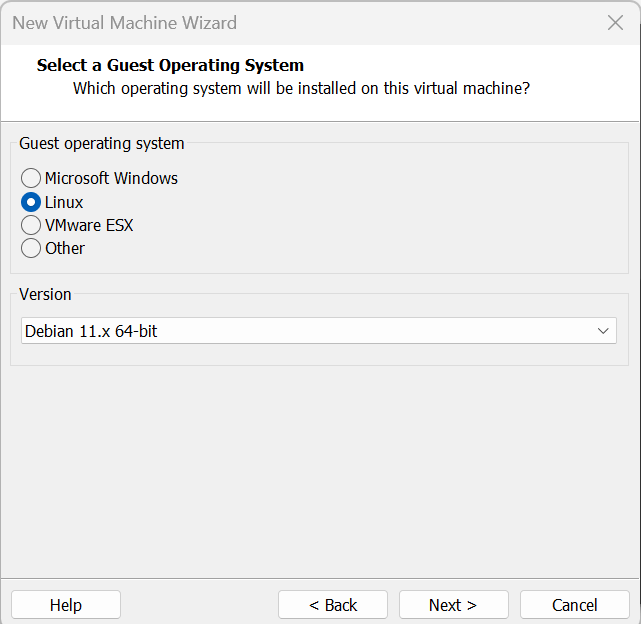 New Virtual Machine Wizard
Select a Guest Operating System
Which operating system will be installed on this virtual machine?
Guest operating system
Microsoft Windows
Linux
VMware ESX
Other
Version
Debian 11.x 64-bit
Help
< Back
Next >
Cancel